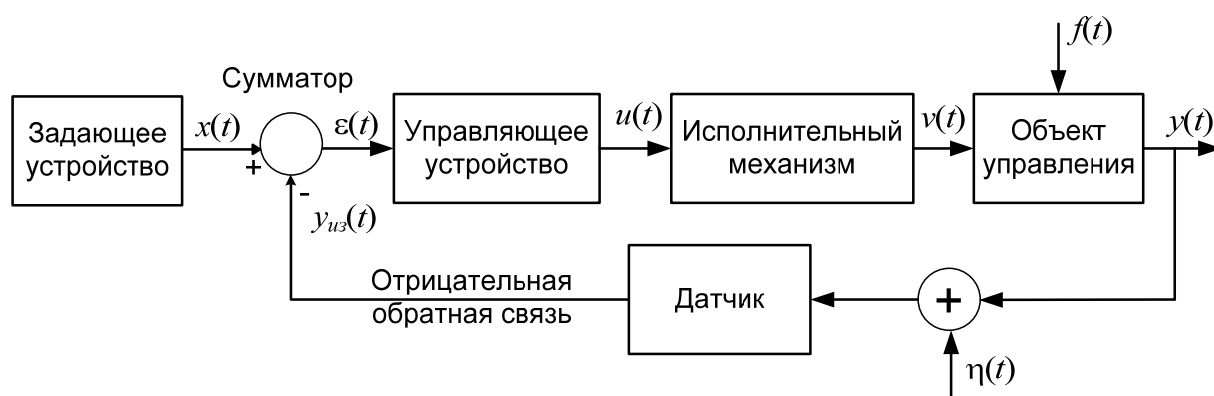 Сумматор
Задающее
устройство
x(t)
+
-
ε(t)
Управляющее
устройство
u(t)
Исполнительный
механизм
v(t)
f(t)
Объект
управления
y(t)
yиз(t)
Отрицательная
обратная связь
Датчик
+
η(t)